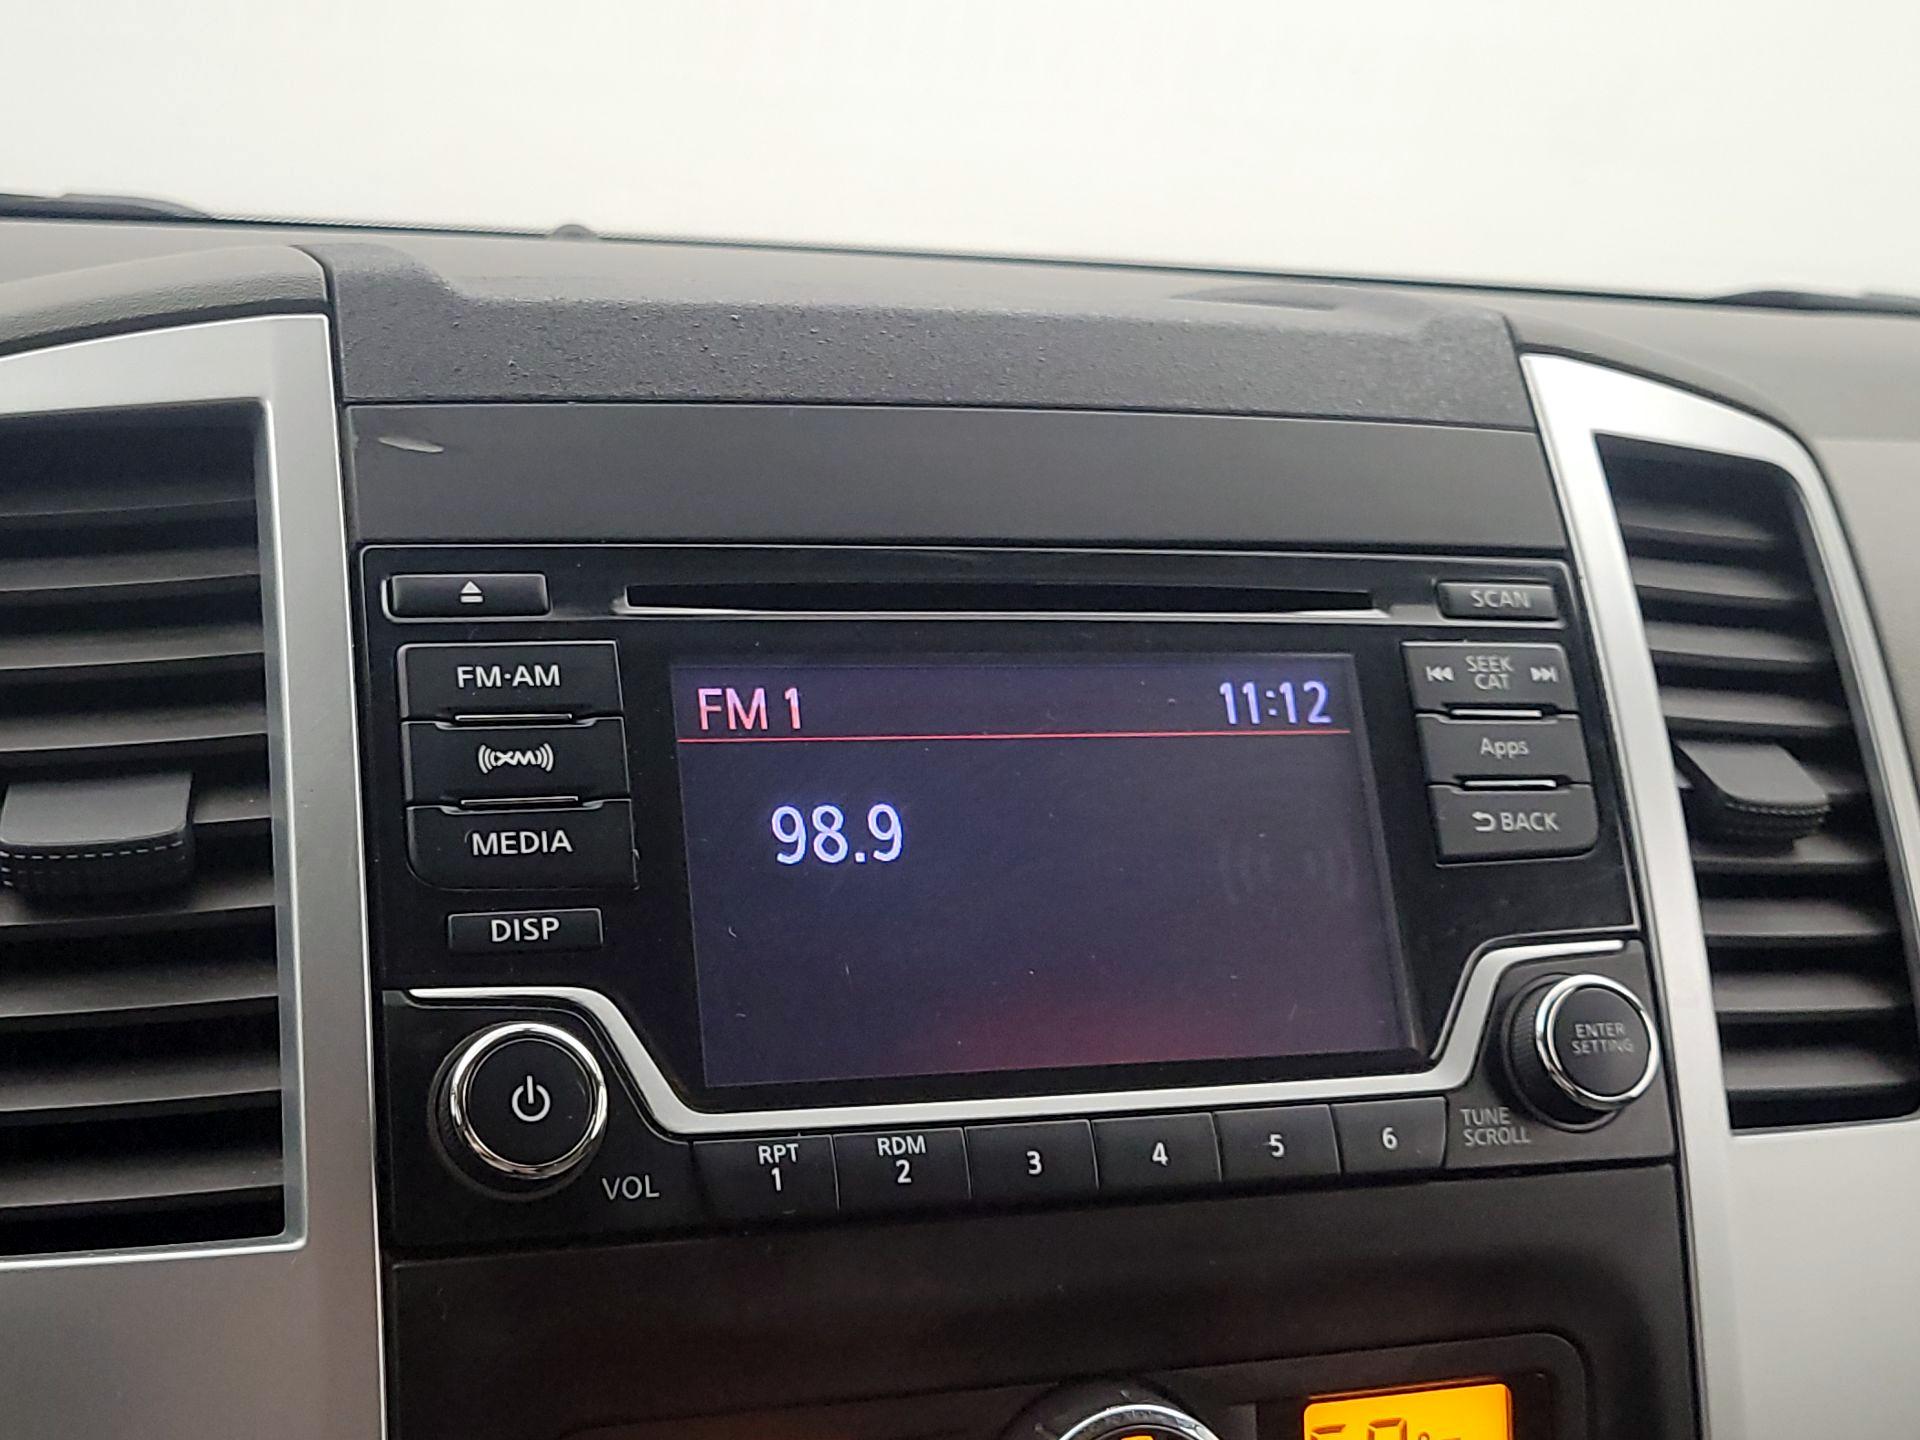 SCAN
FM·AM
SEEK
CAT
FM 1
11:12
XM
Apps
98.9
MEDIA
BACK
DISP
ENTER
SETTING
TUNE
SCROLL
VOL
RPT
1
RDM
2
3
4
5
6